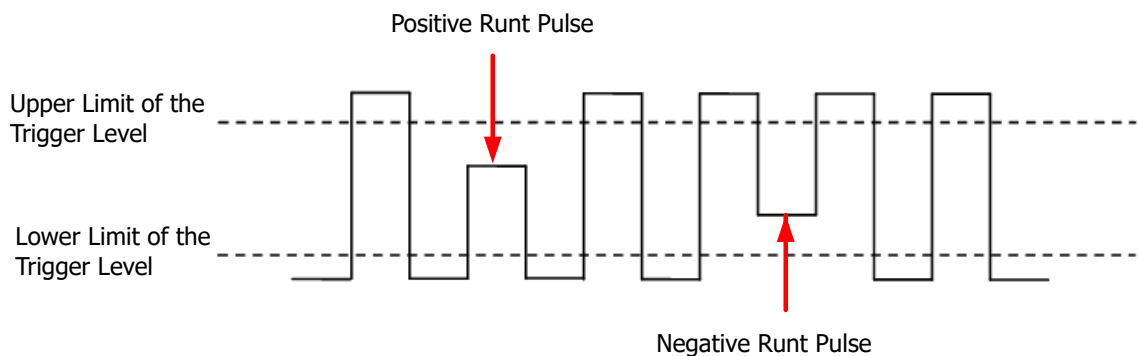 Positive Runt Pulse
Upper Limit of the
Trigger Level
Lower Limit of the
Trigger Level
Negative Runt Pulse